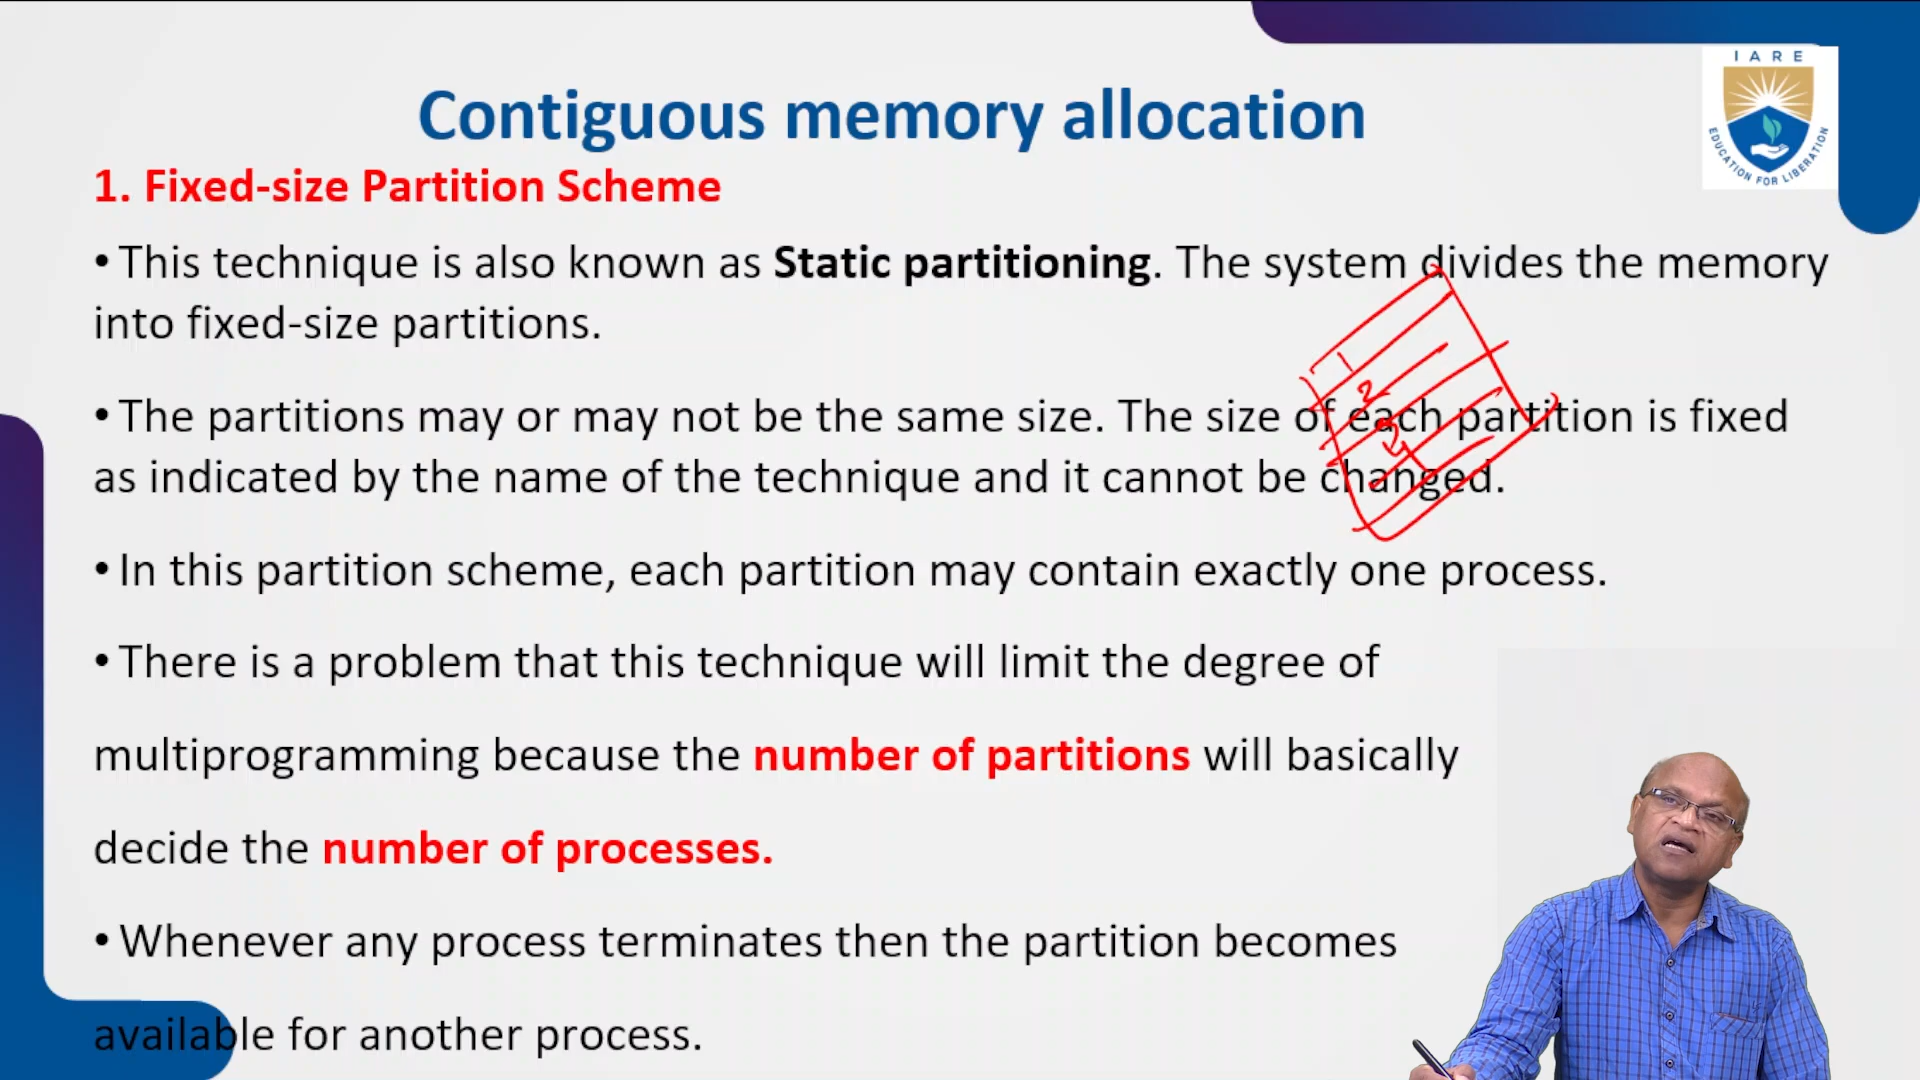 IARE
EDUCATION FOR LIBERATION
Contiguous memory allocation
1. Fixed-size Partition Scheme
• This technique is also known as Static partitioning. The system divides the memory
into fixed-size partitions.
• The partitions may or may not be the same size. The size of each partition is fixed
as indicated by the name of the technique and it cannot be changed.
• In this partition scheme, each partition may contain exactly one process.
• There is a problem that this technique will limit the degree of
multiprogramming because the number of partitions will basically
decide the number of processes.
• Whenever any process terminates then the partition becomes
available for another process.
1
2
3
4